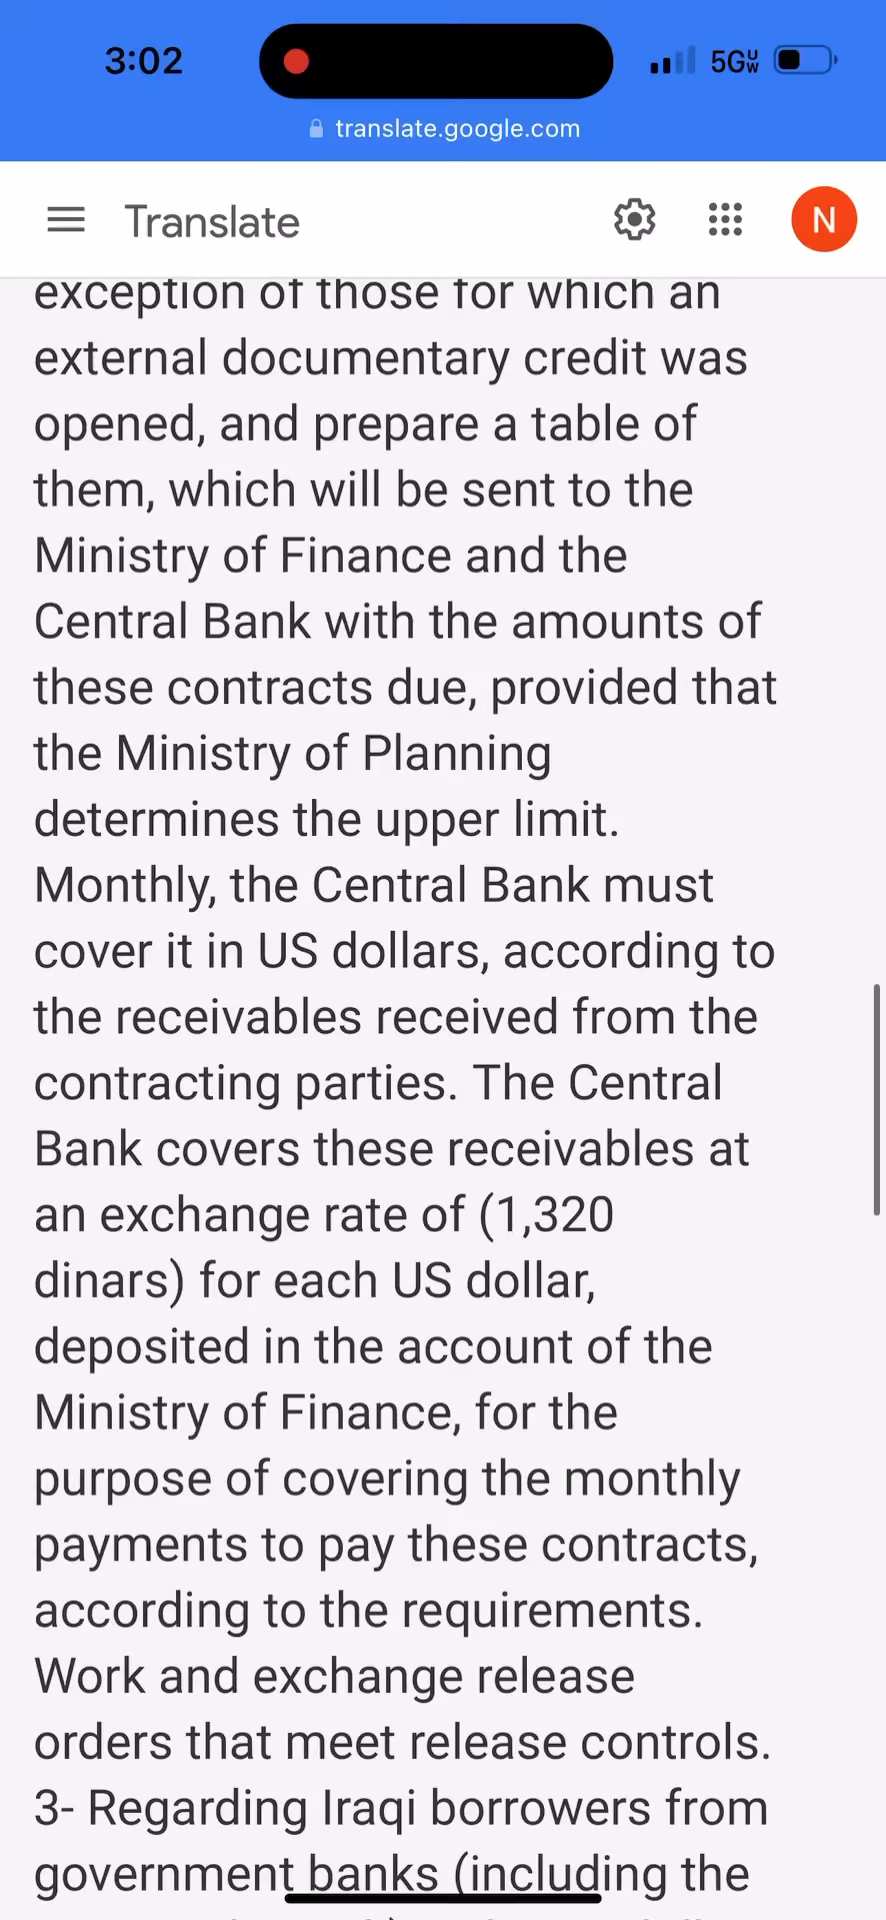 3:02
5G UW
translate.google.com
Translate
N
exception of those for which an
external documentary credit was
opened, and prepare a table of
them, which will be sent to the
Ministry of Finance and the
Central Bank with the amounts of
these contracts due, provided that
the Ministry of Planning
determines the upper limit.
Monthly, the Central Bank must
cover it in US dollars, according to
the receivables received from the
contracting parties. The Central
Bank covers these receivables at
an exchange rate of (1,320
dinars) for each US dollar,
deposited in the account of the
Ministry of Finance, for the
purpose of covering the monthly
payments to pay these contracts,
according to the requirements.
Work and exchange release
orders that meet release controls.
3- Regarding Iraqi borrowers from
government banks (including the